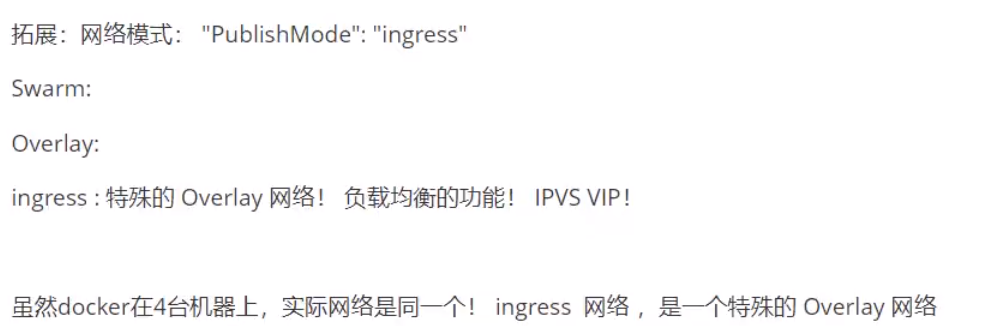 拓展：网络模式： "PublishMode": "ingress"
Swarm:
Overlay:
ingress : 特殊的 Overlay 网络！ 负载均衡的功能！ IPVS VIP！
虽然docker在4台机器上，实际网络是同一个！ ingress 网络 ，是一个特殊的 Overlay 网络